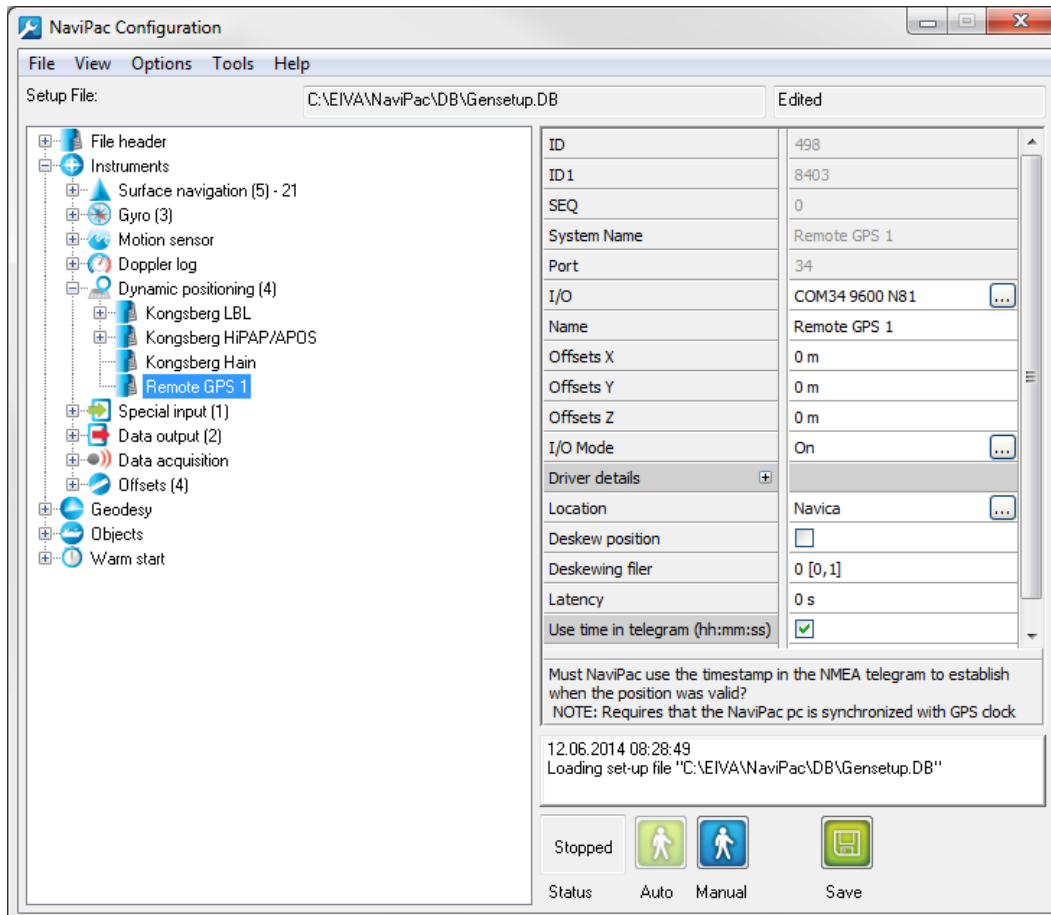 NaviPac Configuration
File View Options Tools Help
Setup File: C:\EIVA\NaviPac\DB\Gensetup.DB Edited
File header
Instruments
Surface navigation (5) - 21
Gyro (3)
Motion sensor
Doppler log
Dynamic positioning (4)
Kongsberg LBL
Kongsberg HiPAP/APOS
Kongsberg Hain
Remote GPS 1
Special input (1)
Data output (2)
Data acquisition
Offsets (4)
Geodesy
Objects
Warm start
ID 498
ID1 8403
SEQ 0
System Name Remote GPS 1
Port 34
I/O COM34 9600 N81 ...
Name Remote GPS 1
Offsets X 0 m
Offsets Y 0 m
Offsets Z 0 m
I/O Mode On ...
Driver details
Location Navica ...
Deskew position
Deskewing filer 0 [0,1]
Latency 0 s
Use time in telegram (hh:mm:ss)
Must NaviPac use the timestamp in the NMEA telegram to establish
when the position was valid?
NOTE: Requires that the NaviPac pc is synchronized with GPS clock
12.06.2014 08:28:49
Loading set-up file "C:\EIVA\NaviPac\DB\Gensetup.DB"
Stopped
Status Auto Manual Save